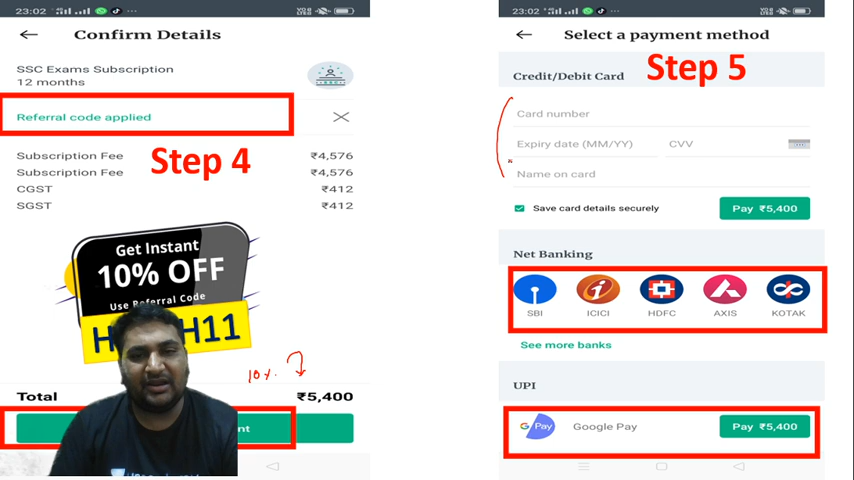 23:02
Confirm Details
SSC Exams Subscription
12 months
Referral code applied
Step 4
Subscription Fee ₹4,576
Subscription Fee ₹4,576
CGST ₹412
SGST ₹412
Get Instant
10% OFF
Use Referral Code
10%
Total ₹5,400
23:02
Select a payment method
Credit/Debit Card
Step 5
Card number
Expiry date (MM/YY) CVV
Name on card
Save card details securely Pay ₹5,400
Net Banking
SBI ICICI HDFC AXIS KOTAK
See more banks
UPI
G Pay Google Pay Pay ₹5,400